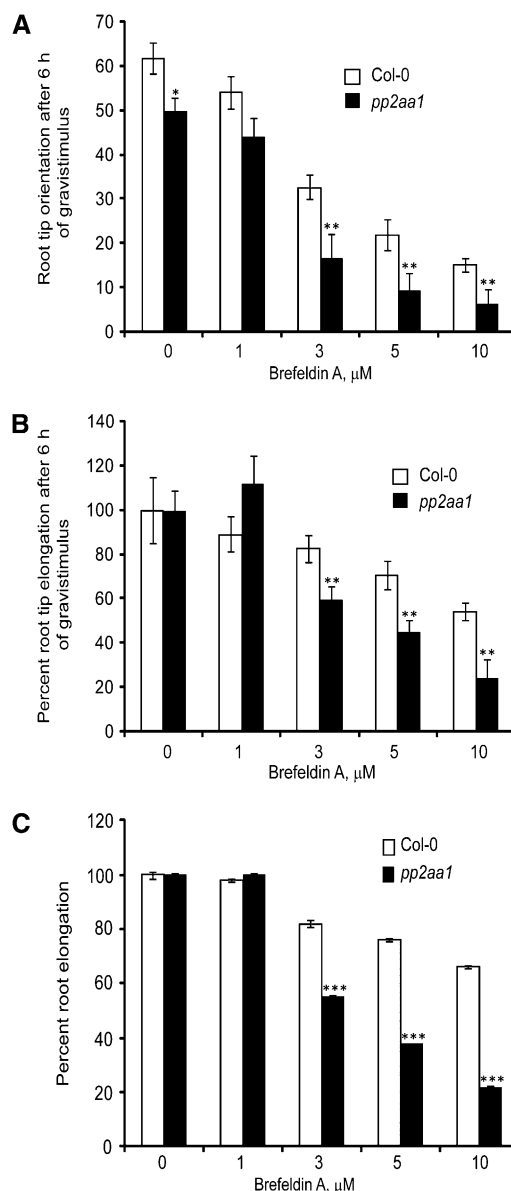 A
Root tip orientation after 6 h
of gravistimulus
70
60
50
40
30
20
10
0
Col-0
pp2aa1
*
**
**
**
0 1 3 5 10
Brefeldin A, μM
B
Percent root tip elongation after 6 h
of gravistimulus
140
120
100
80
60
40
20
0
Col-0
pp2aa1
**
**
**
0 1 3 5 10
Brefeldin A, μM
C
Percent root elongation
120
100
80
60
40
20
0
Col-0
pp2aa1
***
***
***
0 1 3 5 10
Brefeldin A, μM